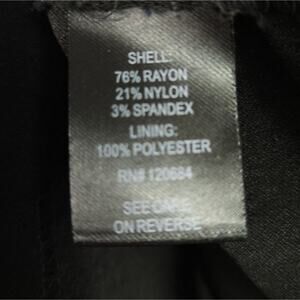 SHELL:
76% RAYON
21% NYLON
3% SPANDEX
LINING:
100% POLYESTER
RN# 120684
SEE CARE
ON REVERSE